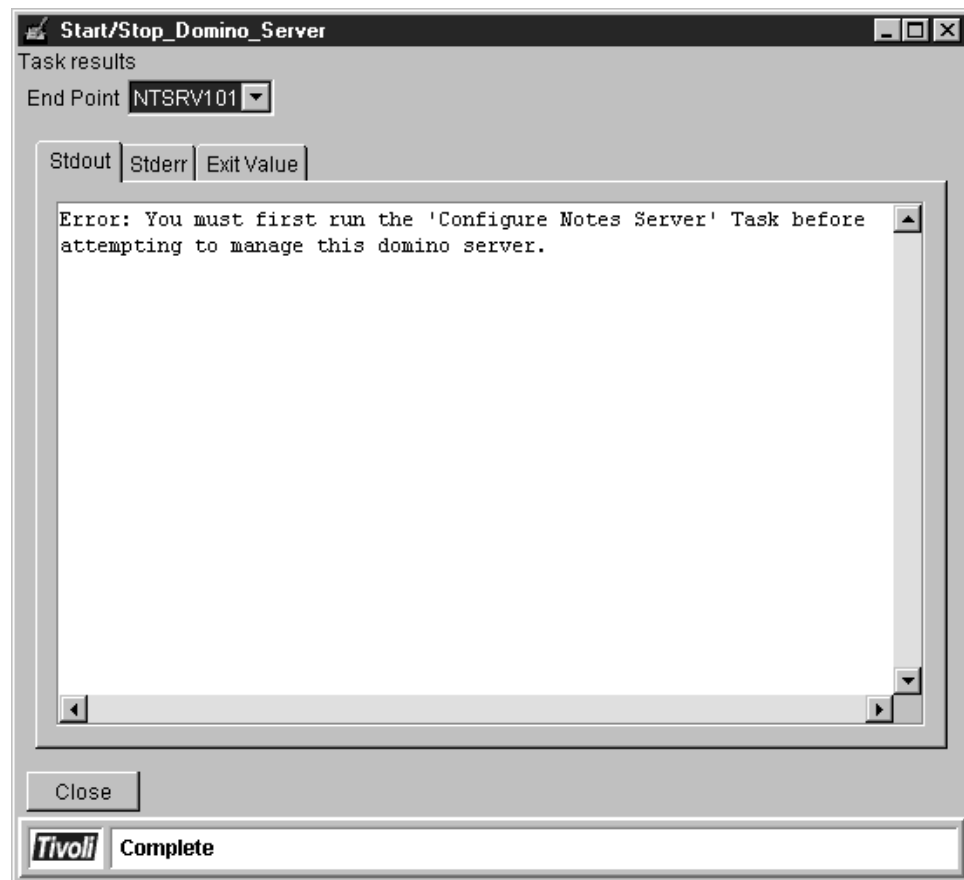 Start/Stop_Domino_Server
Task results
End Point NTSRV101
Stdout Stderr Exit Value
Error: You must first run the 'Configure Notes Server' Task before
attempting to manage this domino server.
Close
Tivoli Complete